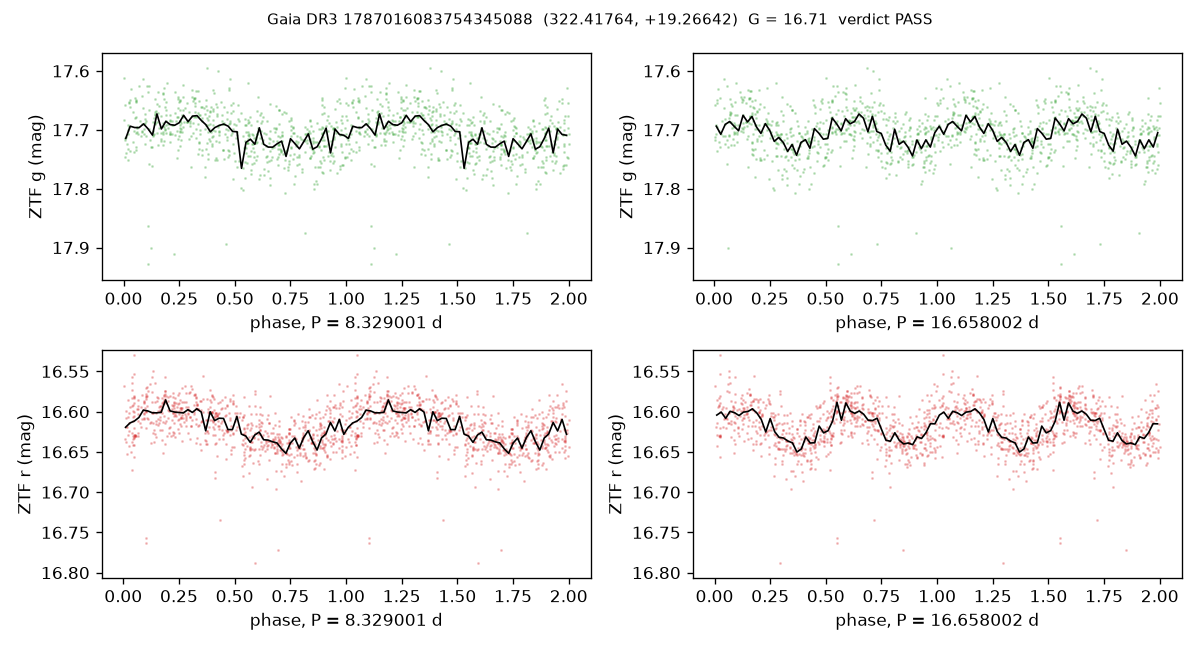 Gaia DR3 1787016083754345088 (322.41764, +19.26642) G = 16.71 verdict PASS
ZTF g (mag)
17.6
17.7
17.8
17.9
0.00 0.25 0.50 0.75 1.00 1.25 1.50 1.75 2.00
phase, P = 8.329001 d
ZTF g (mag)
17.6
17.7
17.8
17.9
0.00 0.25 0.50 0.75 1.00 1.25 1.50 1.75 2.00
phase, P = 16.658002 d
ZTF r (mag)
16.55
16.60
16.65
16.70
16.75
16.80
0.00 0.25 0.50 0.75 1.00 1.25 1.50 1.75 2.00
phase, P = 8.329001 d
ZTF r (mag)
16.55
16.60
16.65
16.70
16.75
16.80
0.00 0.25 0.50 0.75 1.00 1.25 1.50 1.75 2.00
phase, P = 16.658002 d